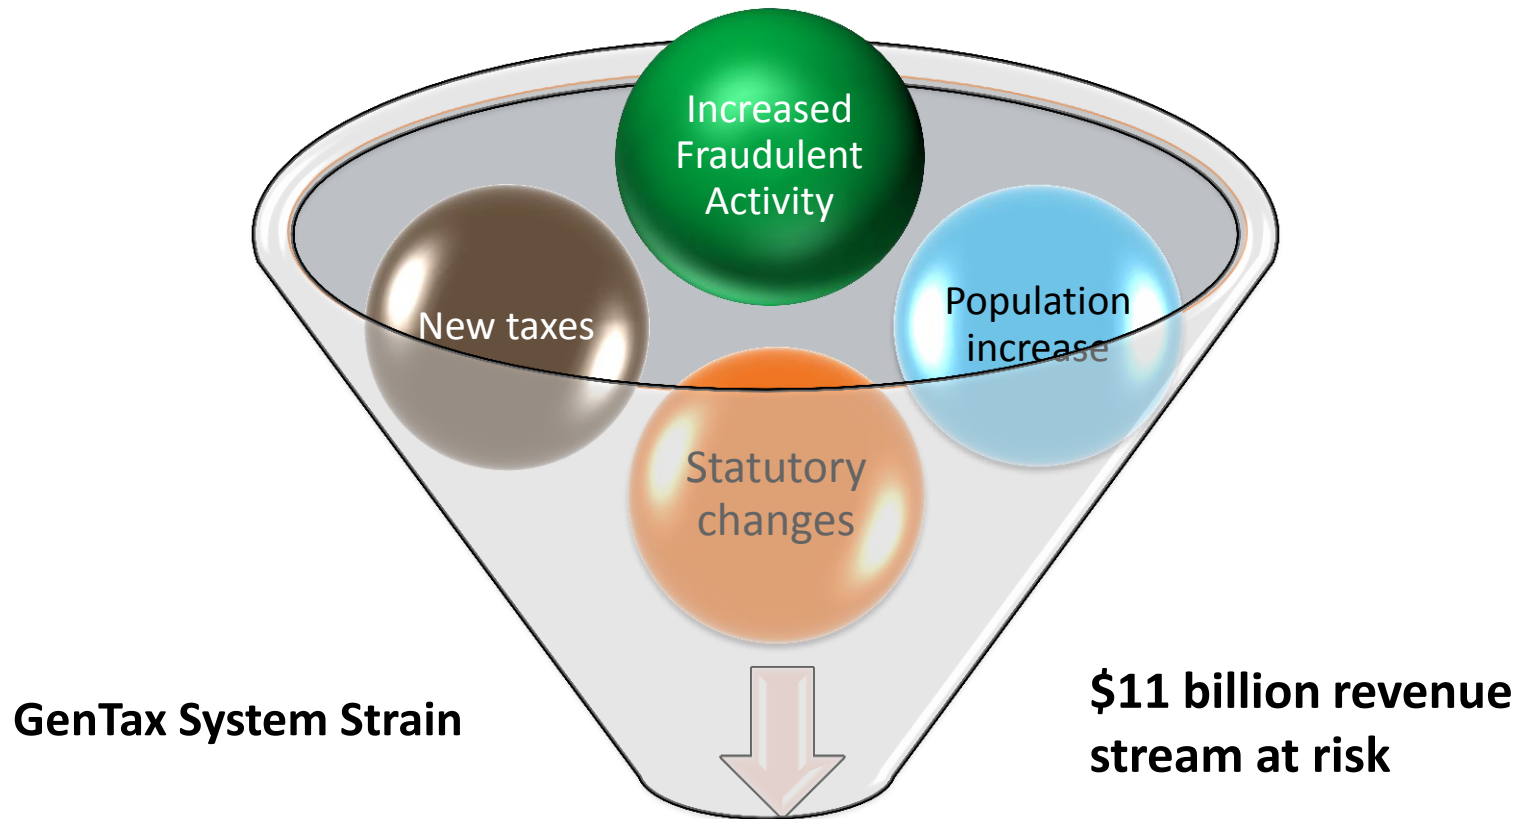 Increased
Fraudulent
Activity
New taxes
Population
increase
Statutory
changes
GenTax System Strain
$11 billion revenue
stream at risk